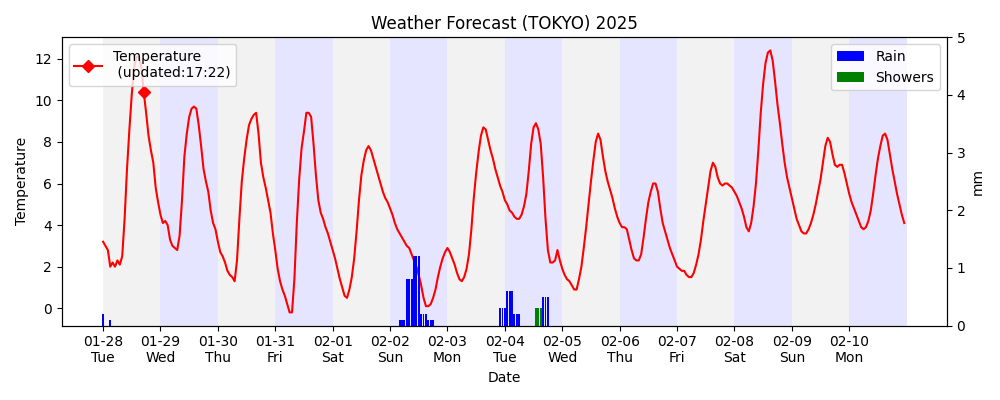 Weather Forecast (TOKYO) 2025
Temperature
(updated:17:22)
Rain
Showers
Temperature
12
10
8
6
4
2
0
5
4
3
2
1
0
mm
01-28 01-29 01-30 01-31 02-01 02-02 02-03 02-04 02-05 02-06 02-07 02-08 02-09 02-10
Tue Wed Thu Fri Sat Sun Mon Tue Wed Thu Fri Sat Sun Mon
Date